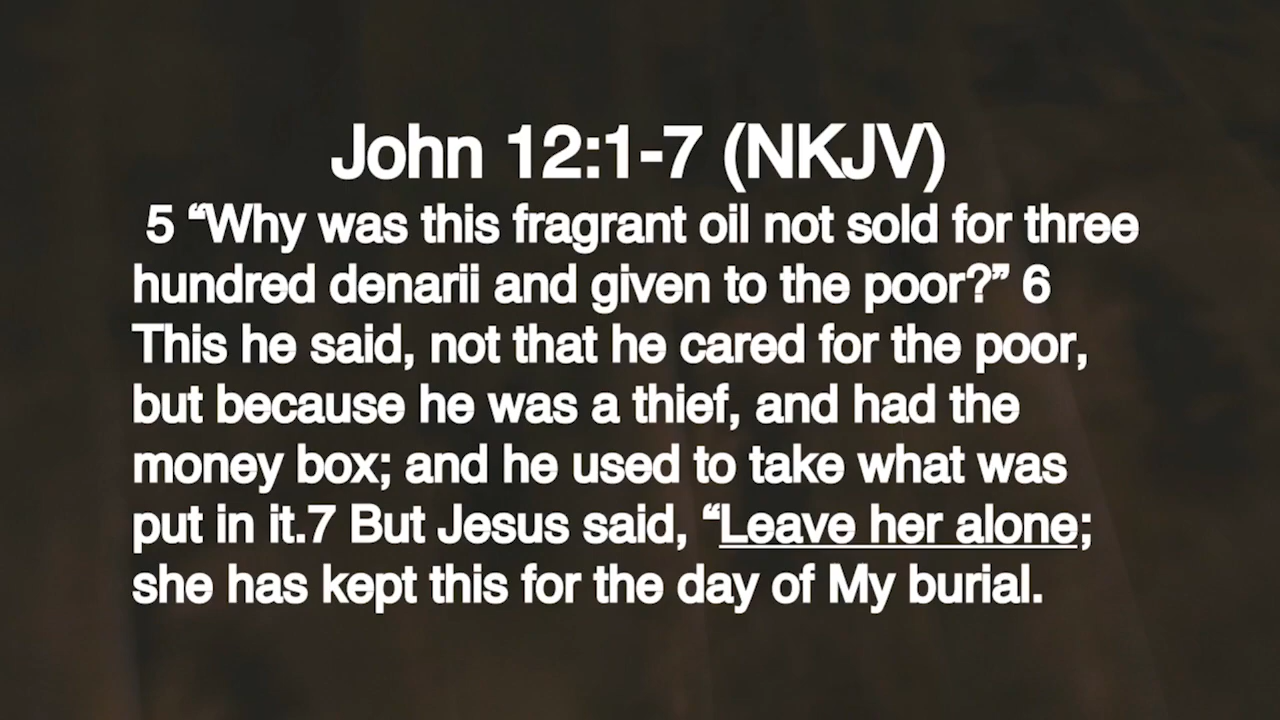 John 12:1-7 (NKJV)
5 “Why was this fragrant oil not sold for three
hundred denarii and given to the poor?” 6
This he said, not that he cared for the poor,
but because he was a thief, and had the
money box; and he used to take what was
put in it.7 But Jesus said, “Leave her alone;
she has kept this for the day of My burial.